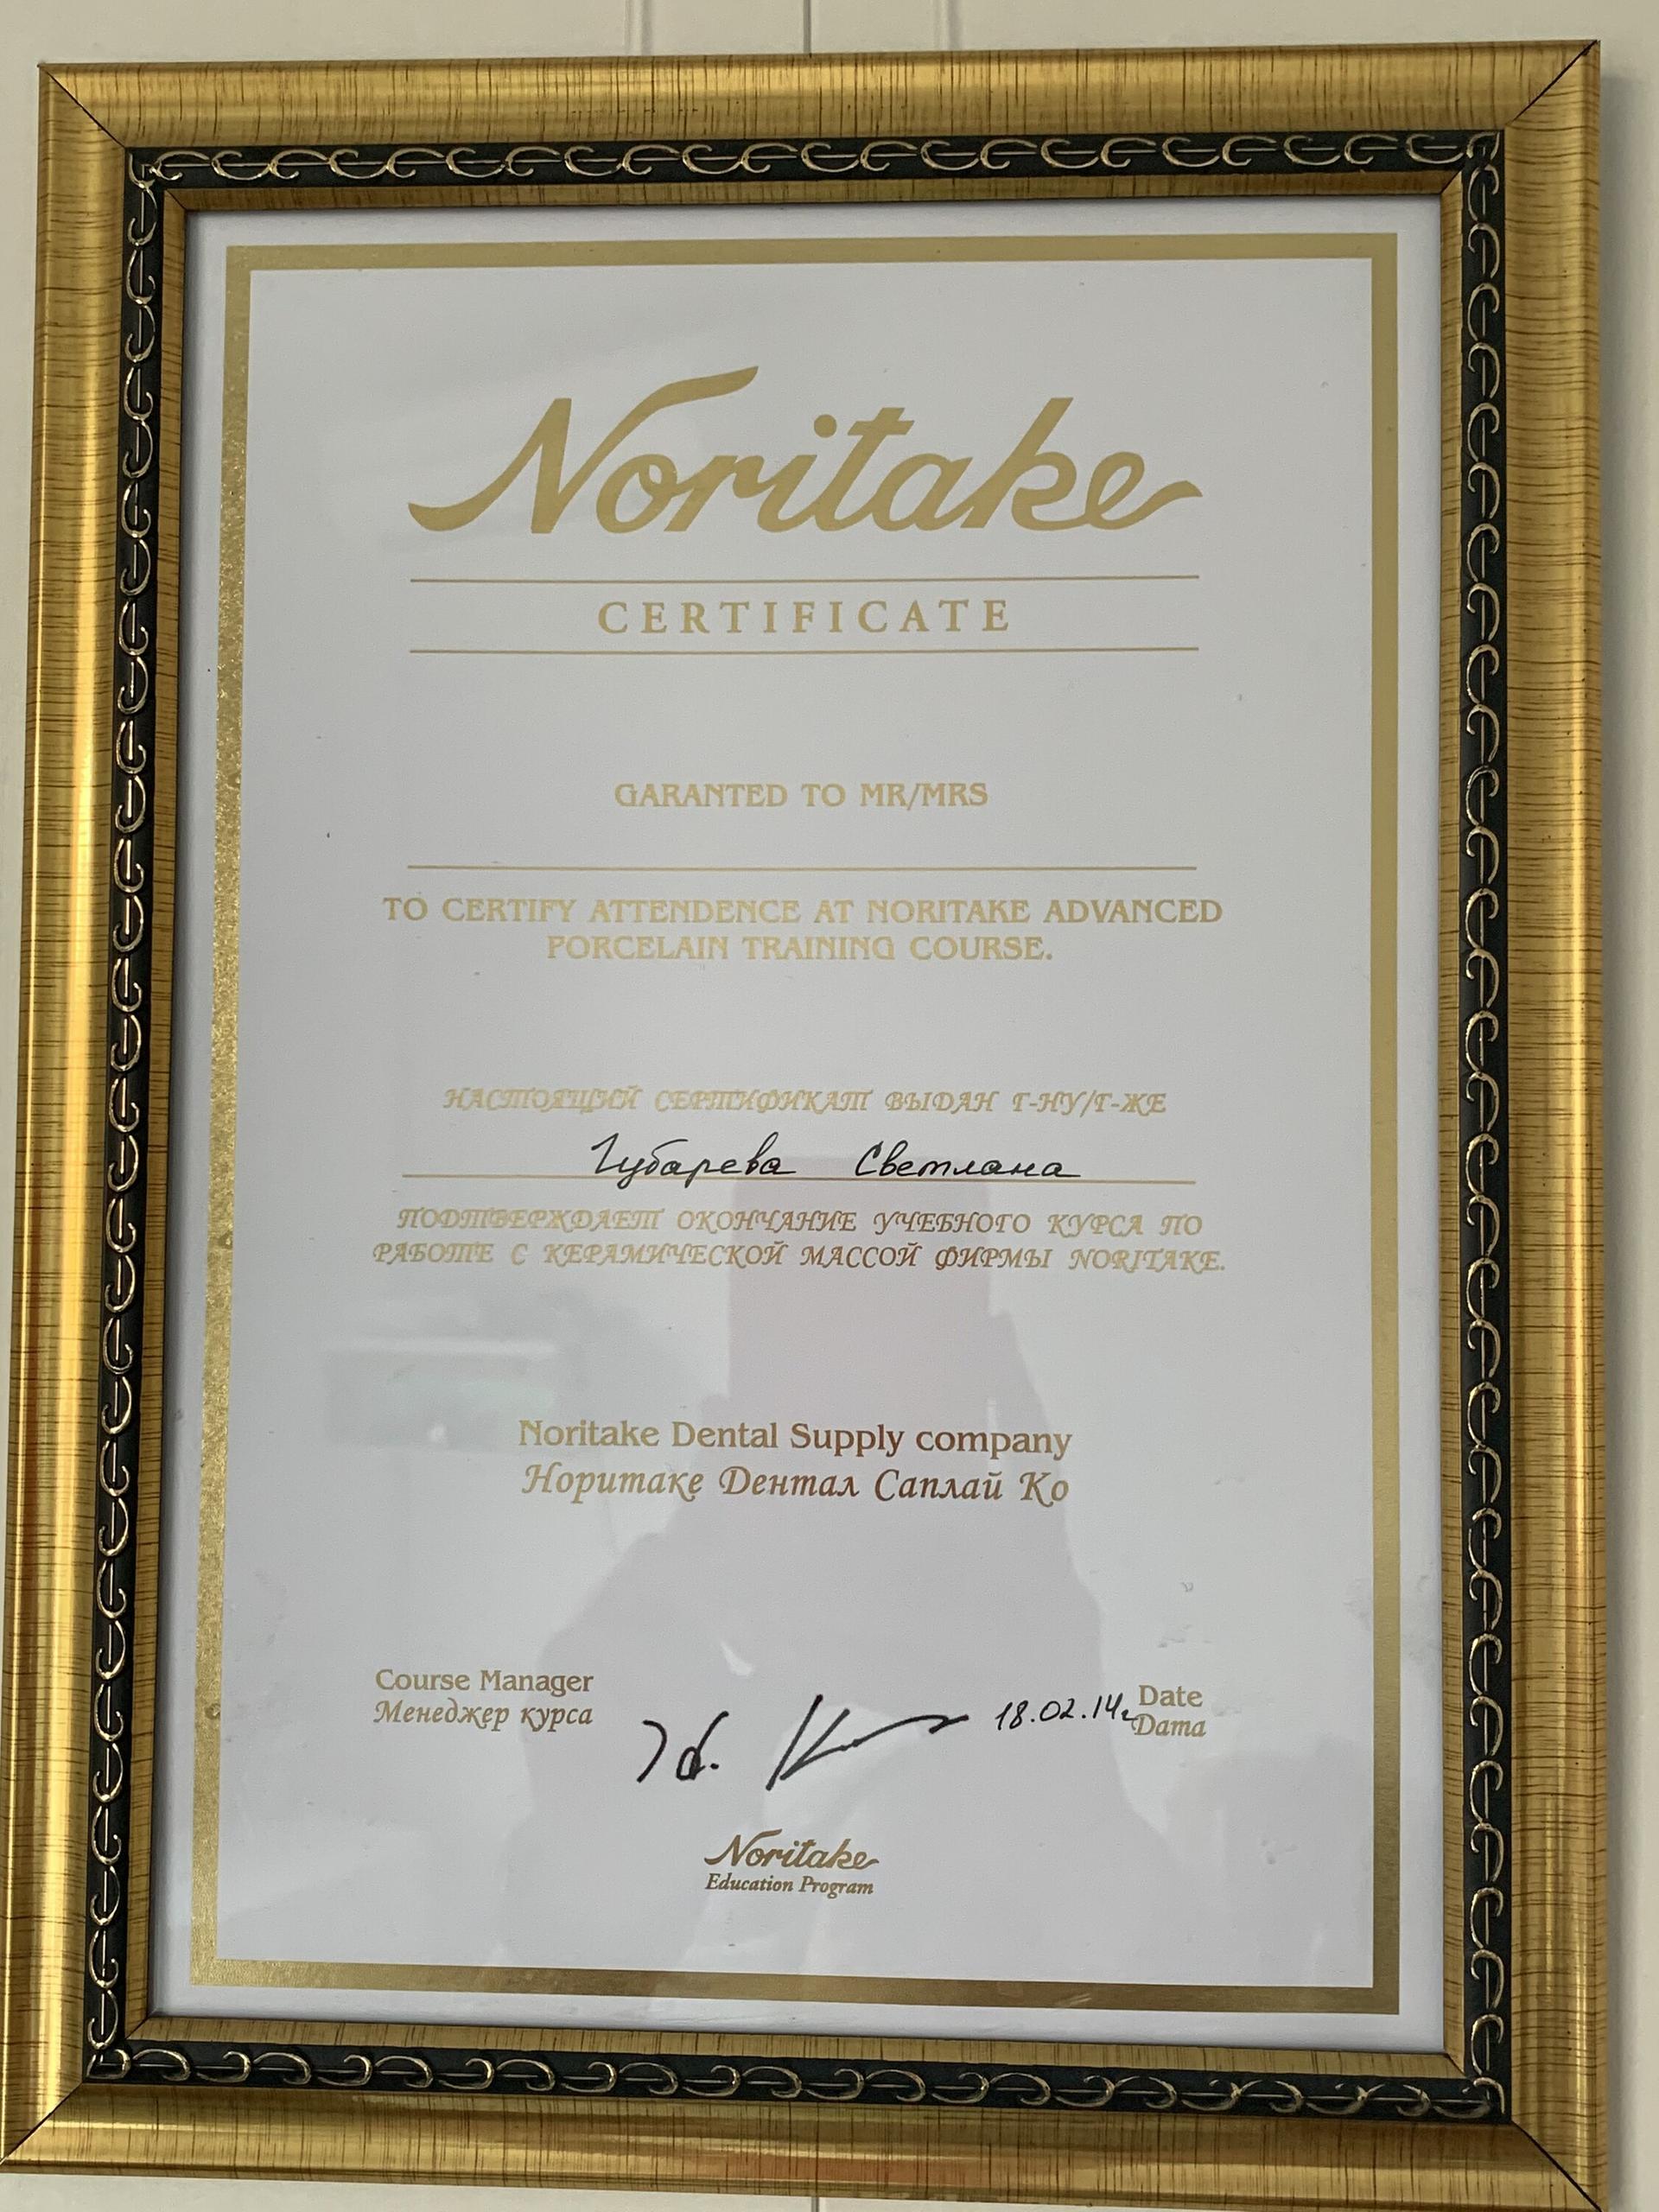 Noritake
CERTIFICATE
GARANTED TO MR/MRS
TO CERTIFY ATTENDENCE AT NORITAKE ADVANCED
PORCELAIN TRAINING COURSE.
НАСТОЯЩИЙ СЕРТИФИКАТ ВЫДАН Г-НУ/Г-ЖЕ
Губарева Светлана
ПОДТВЕРЖДАЕТ ОКОНЧАНИЕ УЧЕБНОГО КУРСА ПО
РАБОТЕ С КЕРАМИЧЕСКОЙ МАССОЙ ФИРМЫ NORITAKE.
Noritake Dental Supply company
Норитаке Дентал Саплай Ко
Course Manager
Менеджер курса
18.02.14г
Date
Дата
Noritake
Education Program